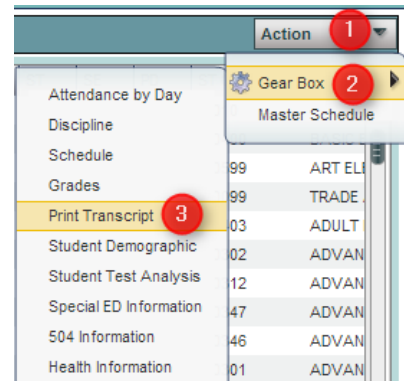 Action 1
Gear Box 2
Master Schedule
Attendance by Day
Discipline
Schedule
Grades
Print Transcript 3
Student Demographic
Student Test Analysis
Special ED Information
504 Information
Health Information
99 ART ELE
99 TRADE
03 ADULT
02 ADVAN
12 ADVAN
47 ADVAN
46 ADVAN
01 ADVAN